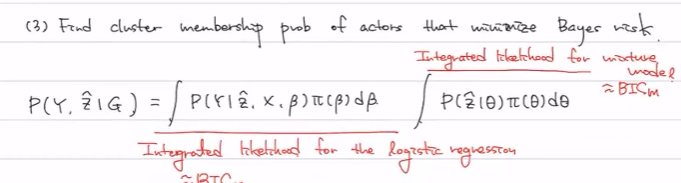 (3) Find cluster membership prob of actors that minimize Bayes risk.
Integrated likelihood for mixture model
≈ BIC_M
P(Y, ẑ | G) = ∫ P(Y | ẑ, X, β) π(β) dβ ∫ P(ẑ | θ) π(θ) dθ
Integrated likelihood for the logistic regression
≈ BIC